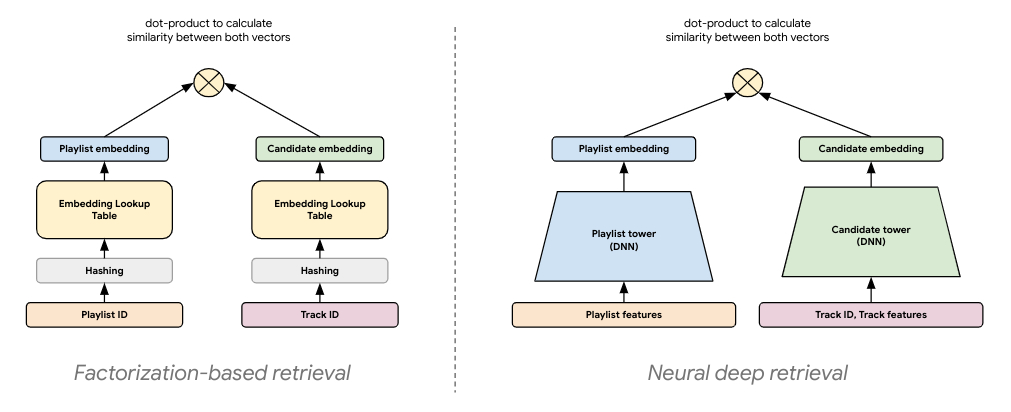 dot-product to calculate
similarity between both vectors
Playlist embedding
Candidate embedding
Embedding Lookup
Table
Embedding Lookup
Table
Hashing
Hashing
Playlist ID
Track ID
Factorization-based retrieval
dot-product to calculate
similarity between both vectors
Playlist embedding
Candidate embedding
Playlist tower
(DNN)
Candidate tower
(DNN)
Playlist features
Track ID, Track features
Neural deep retrieval